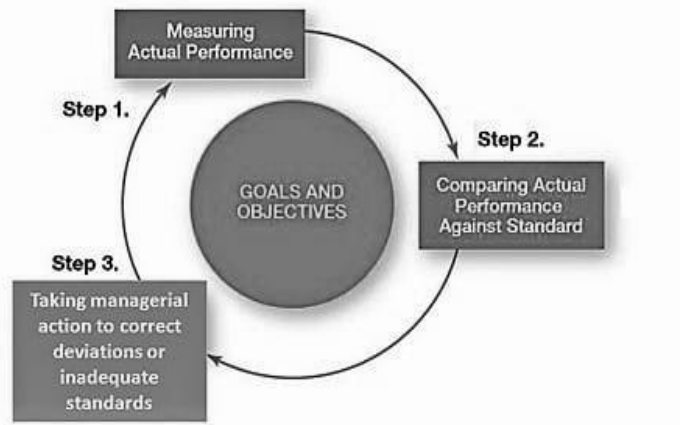 Measuring
Actual Performance
Step 1.
Step 2.
Comparing Actual
Performance
Against Standard
GOALS AND
OBJECTIVES
Step 3.
Taking managerial
action to correct
deviations or
inadequate
standards